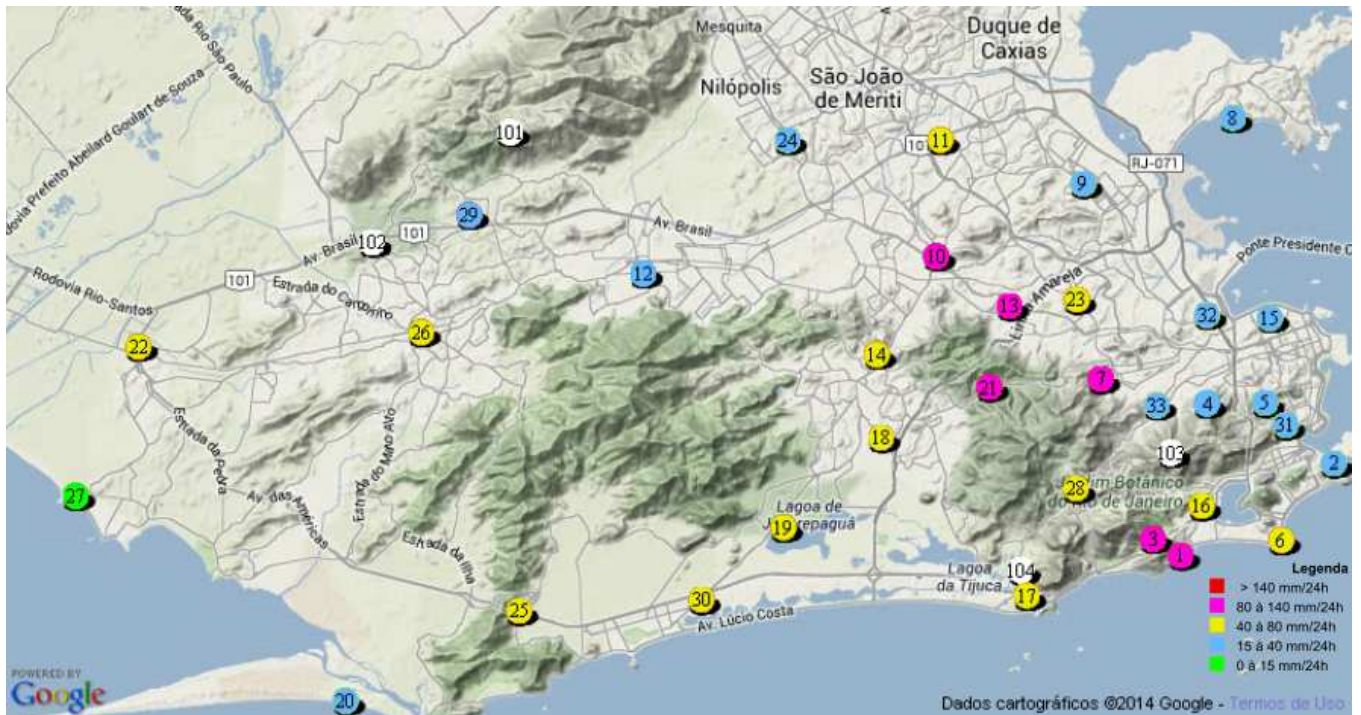 Mesquita
Duque de
Caxias
Nilópolis
São João
de Meriti
Rodovia Rio São Paulo
Rodovia Prefeito Abeilard Goulart de Souza
8
101
24
11
RJ-071
9
29
Av. Brasil
101
102
Av. Brasil
10
Ponte Presidente C
12
101
Estrada do
Rodovia Rio-Santos
13
Linha Amarela
23
32
15
26
22
14
7
21
33
4
5
31
Estrada da Pedra
Estrada do Mato Alto
18
103
2
27
Av. das Américas
28
Jardim Botânico
do Rio de Janeiro
16
Lagoa de
Jacarepaguá
19
Estrada da Ilha
3
1
6
Lagoa
da Tijuca
104
17
25
30
Av. Lúcio Costa
20
Legenda
> 140 mm/24h
80 à 140 mm/24h
40 à 80 mm/24h
15 à 40 mm/24h
0 à 15 mm/24h
POWERED BY
Google
Dados cartográficos ©2014 Google - Termos de Uso